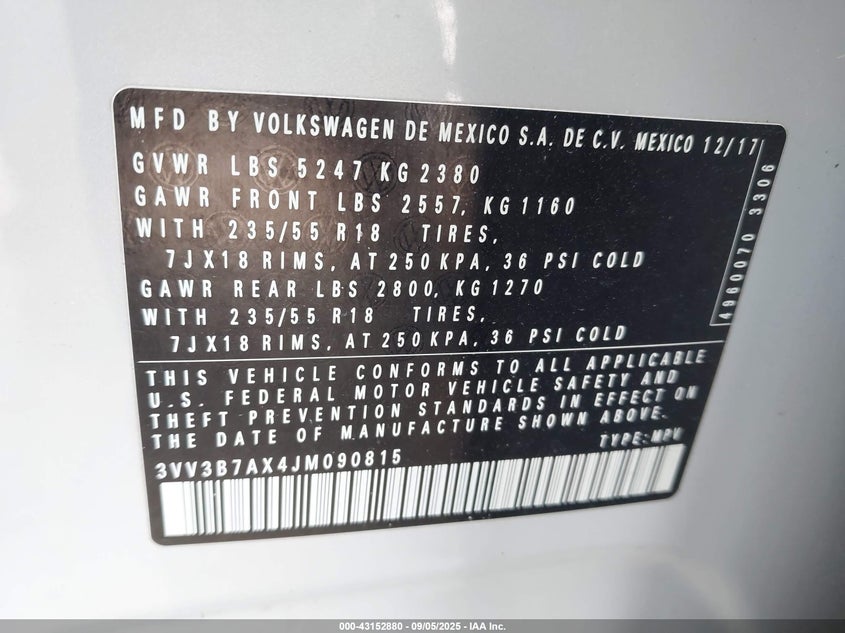 MFD BY VOLKSWAGEN DE MEXICO S.A. DE C.V. MEXICO 12/17
GVWR LBS 5247 KG 2380
GAWR FRONT LBS 2557, KG 1160
WITH 235/55 R18 TIRES,
7JX18 RIMS, AT 250 KPA, 36 PSI COLD
GAWR REAR LBS 2800, KG 1270
WITH 235/55 R18 TIRES,
7JX18 RIMS, AT 250 KPA, 36 PSI COLD
4960070 3306
THIS VEHICLE CONFORMS TO ALL APPLICABLE
U.S. FEDERAL MOTOR VEHICLE SAFETY AND
THEFT PREVENTION STANDARDS IN EFFECT ON
THE DATE OF MANUFACTURE SHOWN ABOVE.
TYPE: MPV
3VV3B7AX4JM090815
000-43152880 - 09/05/2025 - IAA Inc.